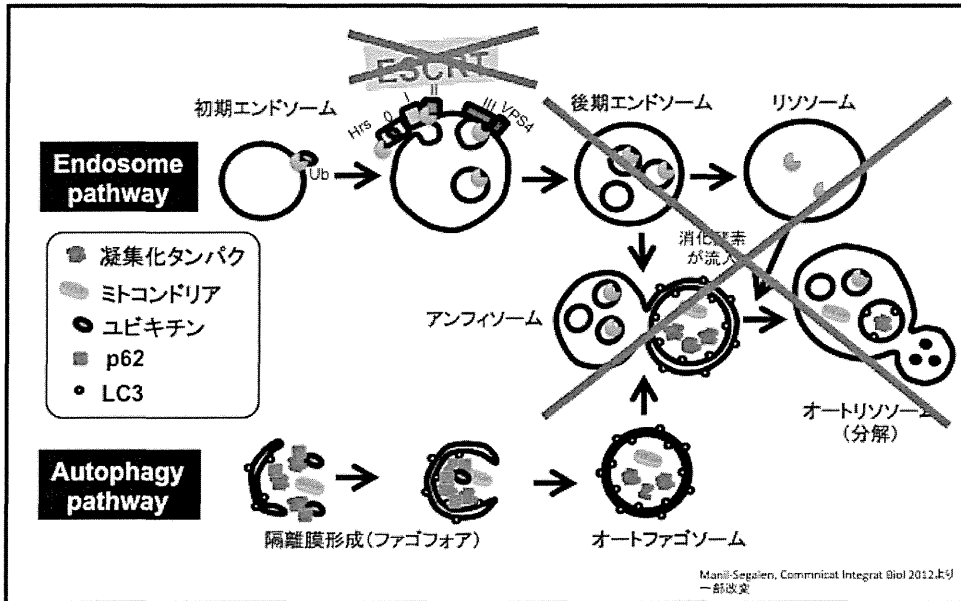 ESCRT
初期エンドソーム
Hrs
0
I
II
III
VPS4
後期エンドソーム
リソソーム
Endosome
pathway
Ub
凝集化タンパク
ミトコンドリア
ユビキチン
p62
LC3
消化酵素
が流入
アンフィソーム
オートリソソーム
(分解)
Autophagy
pathway
隔離膜形成(ファゴフォア)
オートファゴソーム
Manil-Segalen, Comminicat Integrat Biol 2012より
一部改変